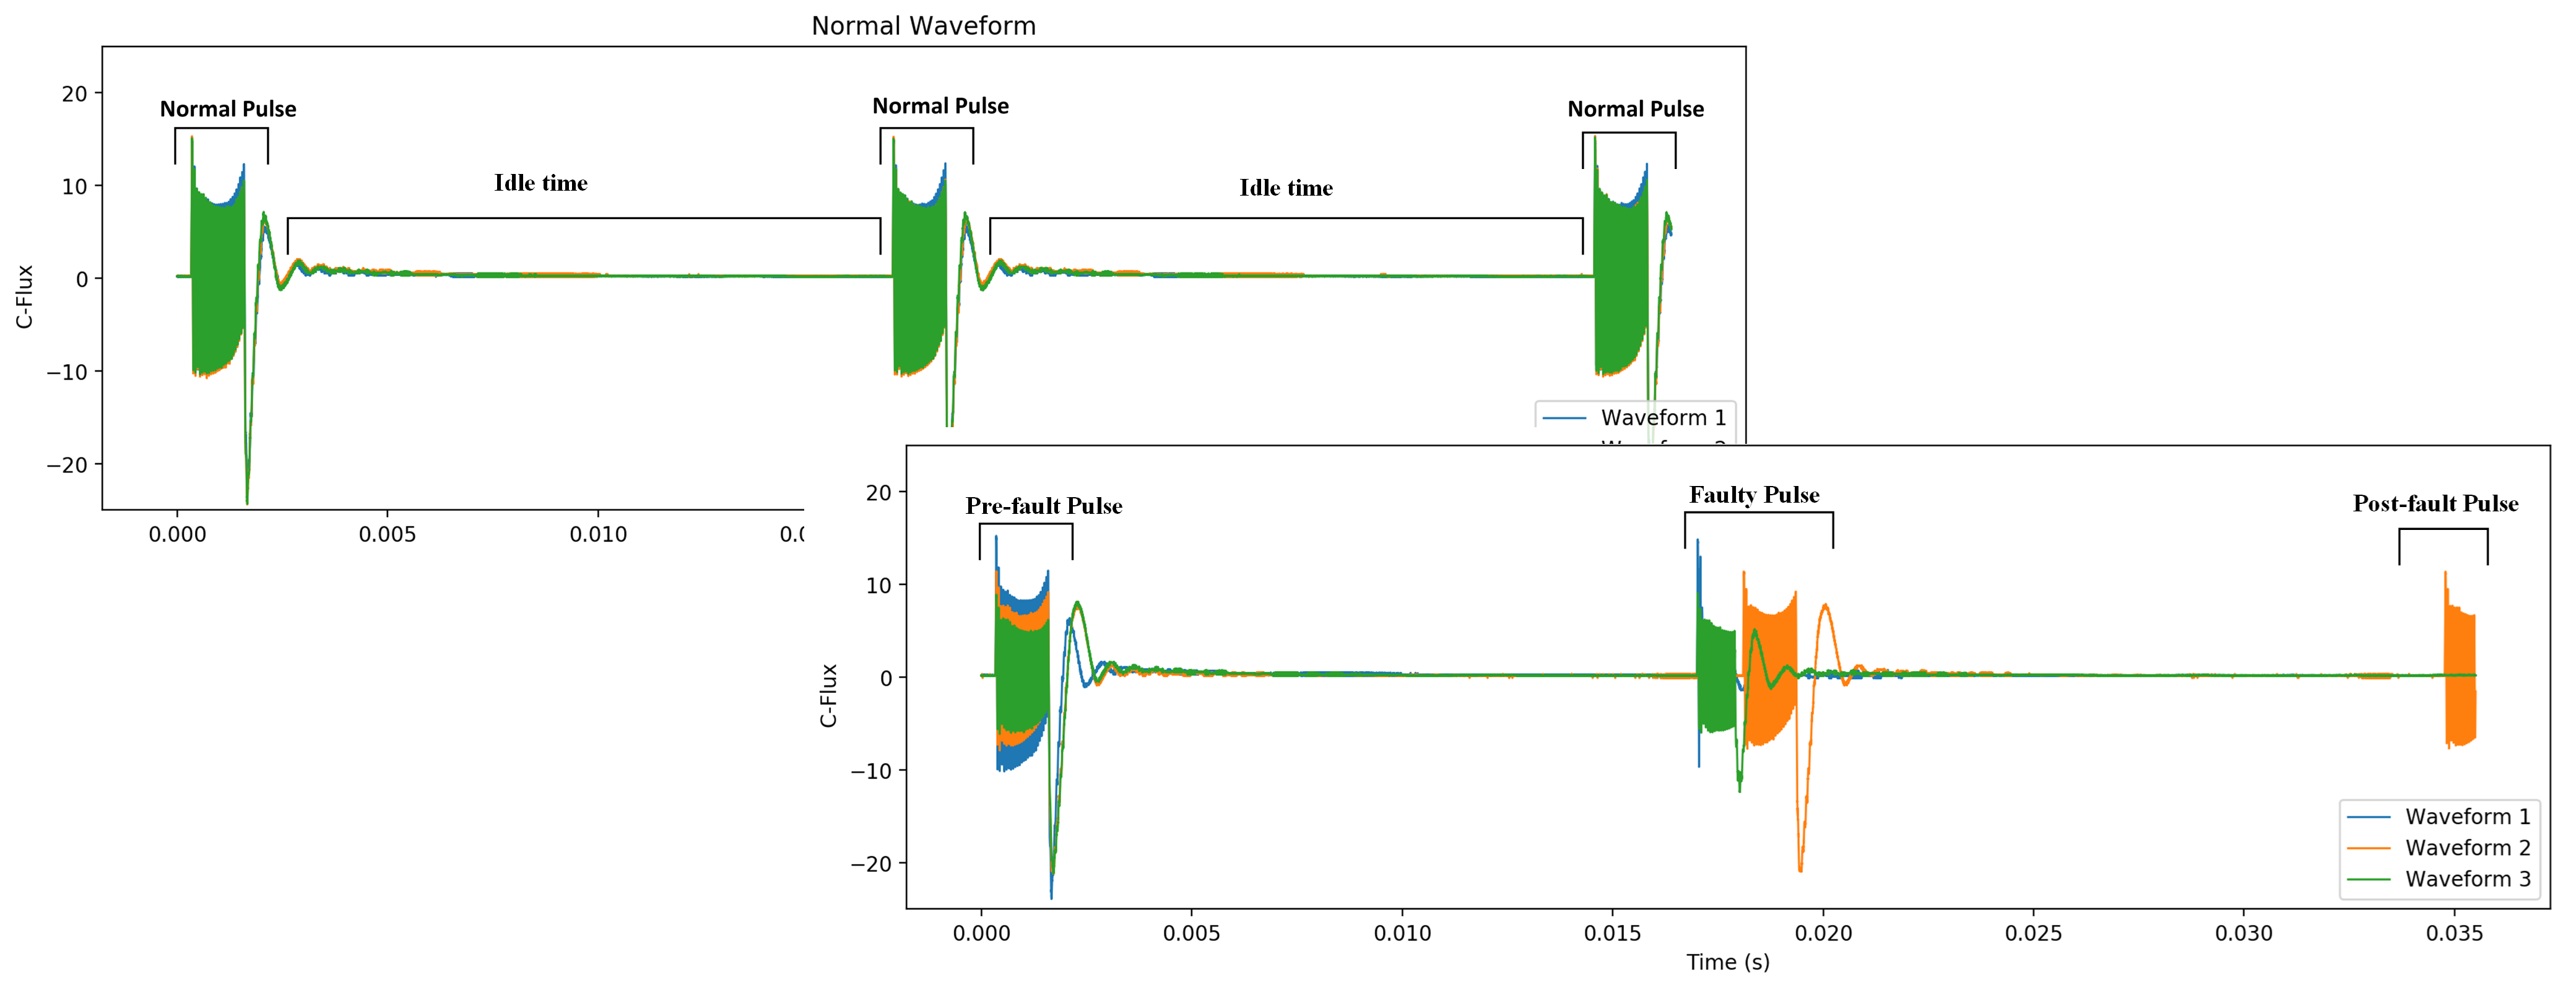 Normal Waveform
Normal Pulse
Normal Pulse
Normal Pulse
Idle time
Idle time
C-Flux
20
10
0
−10
−20
0.000
0.005
0.010
Waveform 1
Pre-fault Pulse
Faulty Pulse
Post-fault Pulse
C-Flux
20
10
0
−10
−20
Waveform 1
Waveform 2
Waveform 3
0.000
0.005
0.010
0.015
0.020
0.025
0.030
0.035
Time (s)